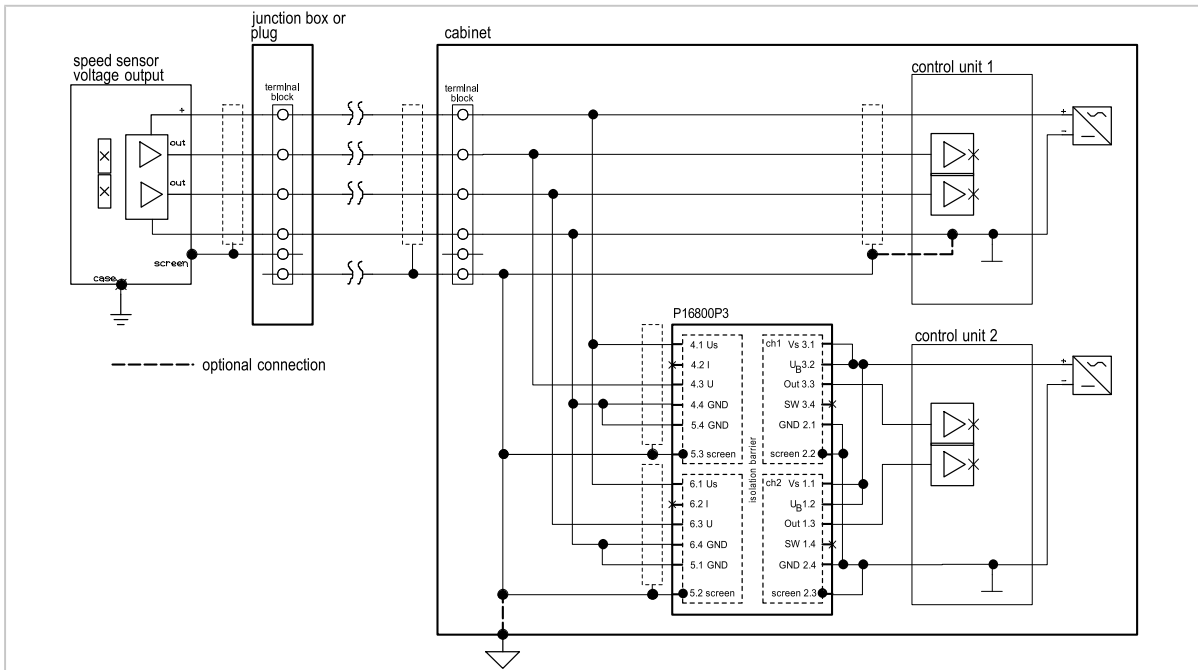 junction box or
plug
cabinet
speed sensor
voltage output
control unit 1
terminal
block
terminal
block
+
+
out
out
-
screen
case
P16800P3
control unit 2
optional connection
4.1 Us
4.2 I
4.3 U
4.4 GND
5.4 GND
5.3 screen
6.1 Us
6.2 I
6.3 U
6.4 GND
5.1 GND
5.2 screen
isolation barrier
ch1 Vs 3.1
UB3.2
Out 3.3
SW 3.4
GND 2.1
screen 2.2
ch2 Vs 1.1
UB1.2
Out 1.3
SW 1.4
GND 2.4
screen 2.3
+
-